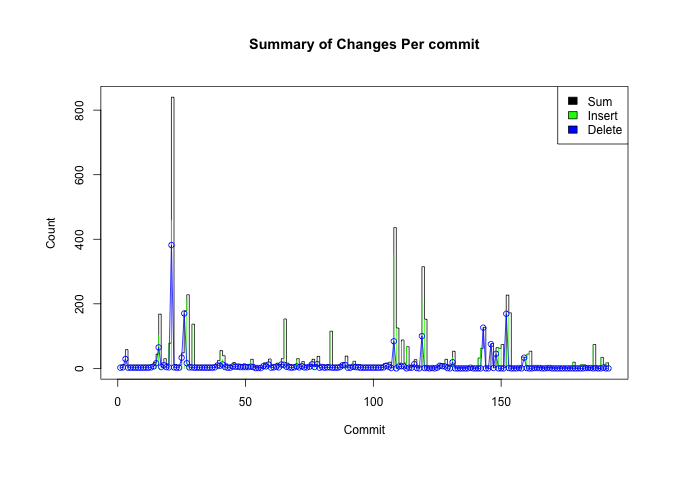 Summary of Changes Per commit
Sum
Insert
Delete
800
600
400
200
0
Count
0 50 100 150
Commit